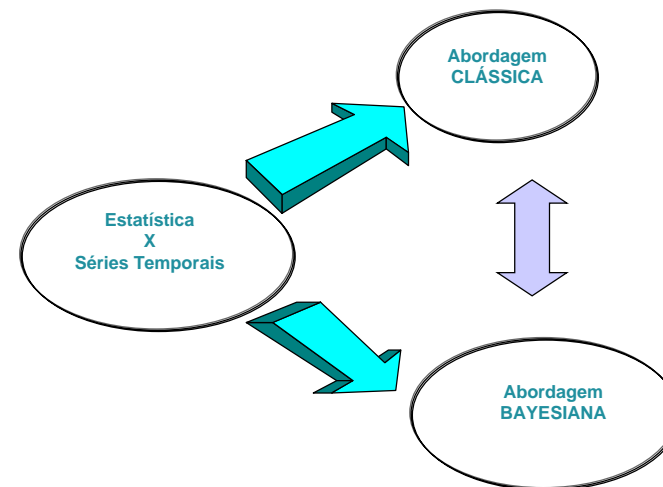 Abordagem
CLÁSSICA
Estatística
X
Séries Temporais
Abordagem
BAYESIANA